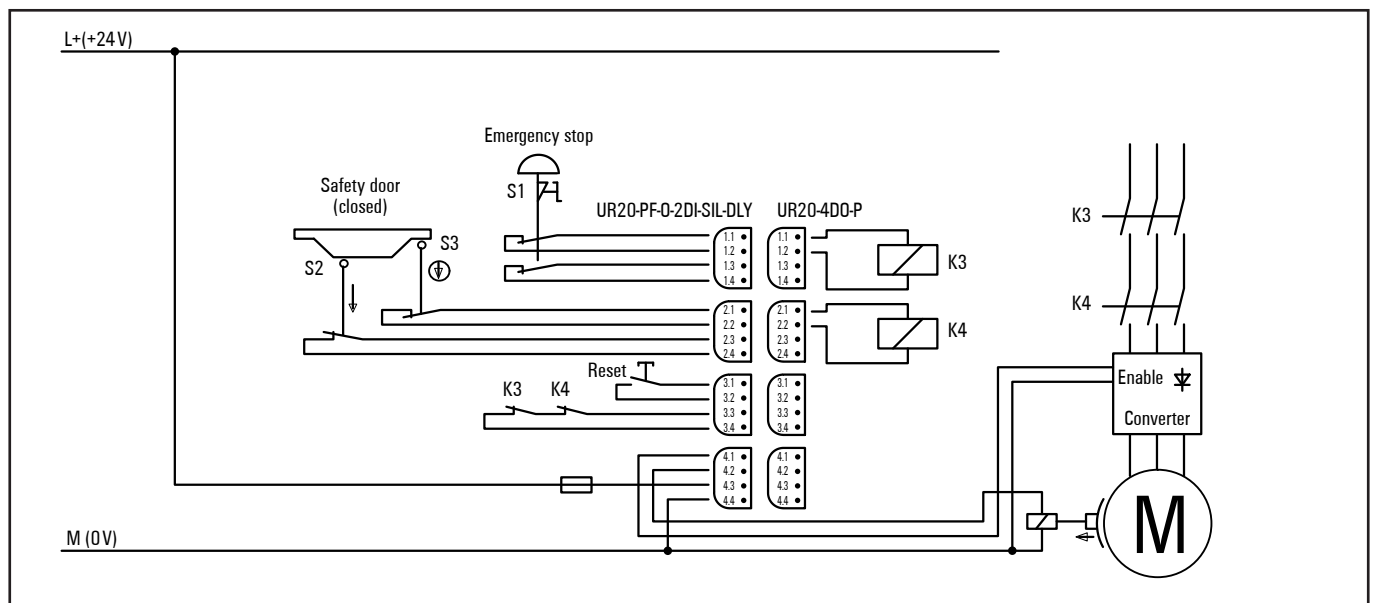 L+(+24V)
Emergency stop
S1
Safety door
(closed)
S3
S2
UR20-PF-O-2DI-SIL-DLY
UR20-4DO-P
1.1
1.2
1.3
1.4
1.1
1.2
1.3
1.4
K3
2.1
2.2
2.3
2.4
2.1
2.2
2.3
2.4
K4
Reset
K3
K4
3.1
3.2
3.3
3.4
3.1
3.2
3.3
3.4
4.1
4.2
4.3
4.4
4.1
4.2
4.3
4.4
K3
K4
Enable
Converter
M
M (0V)